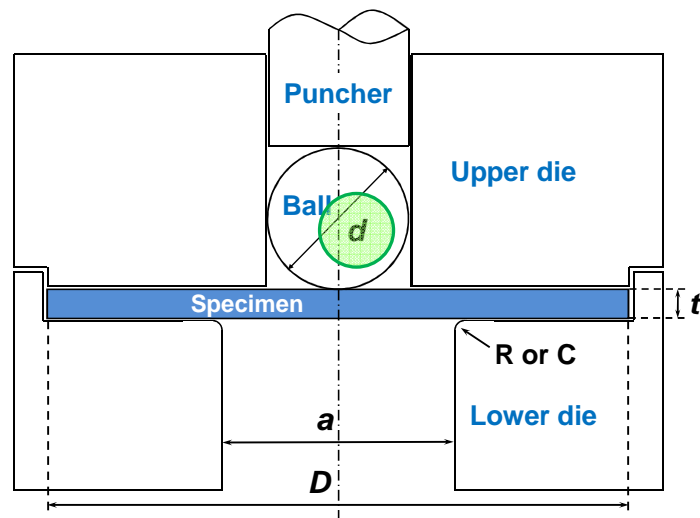 Puncher
Upper die
Ball
d
Specimen
t
R or C
a
Lower die
D